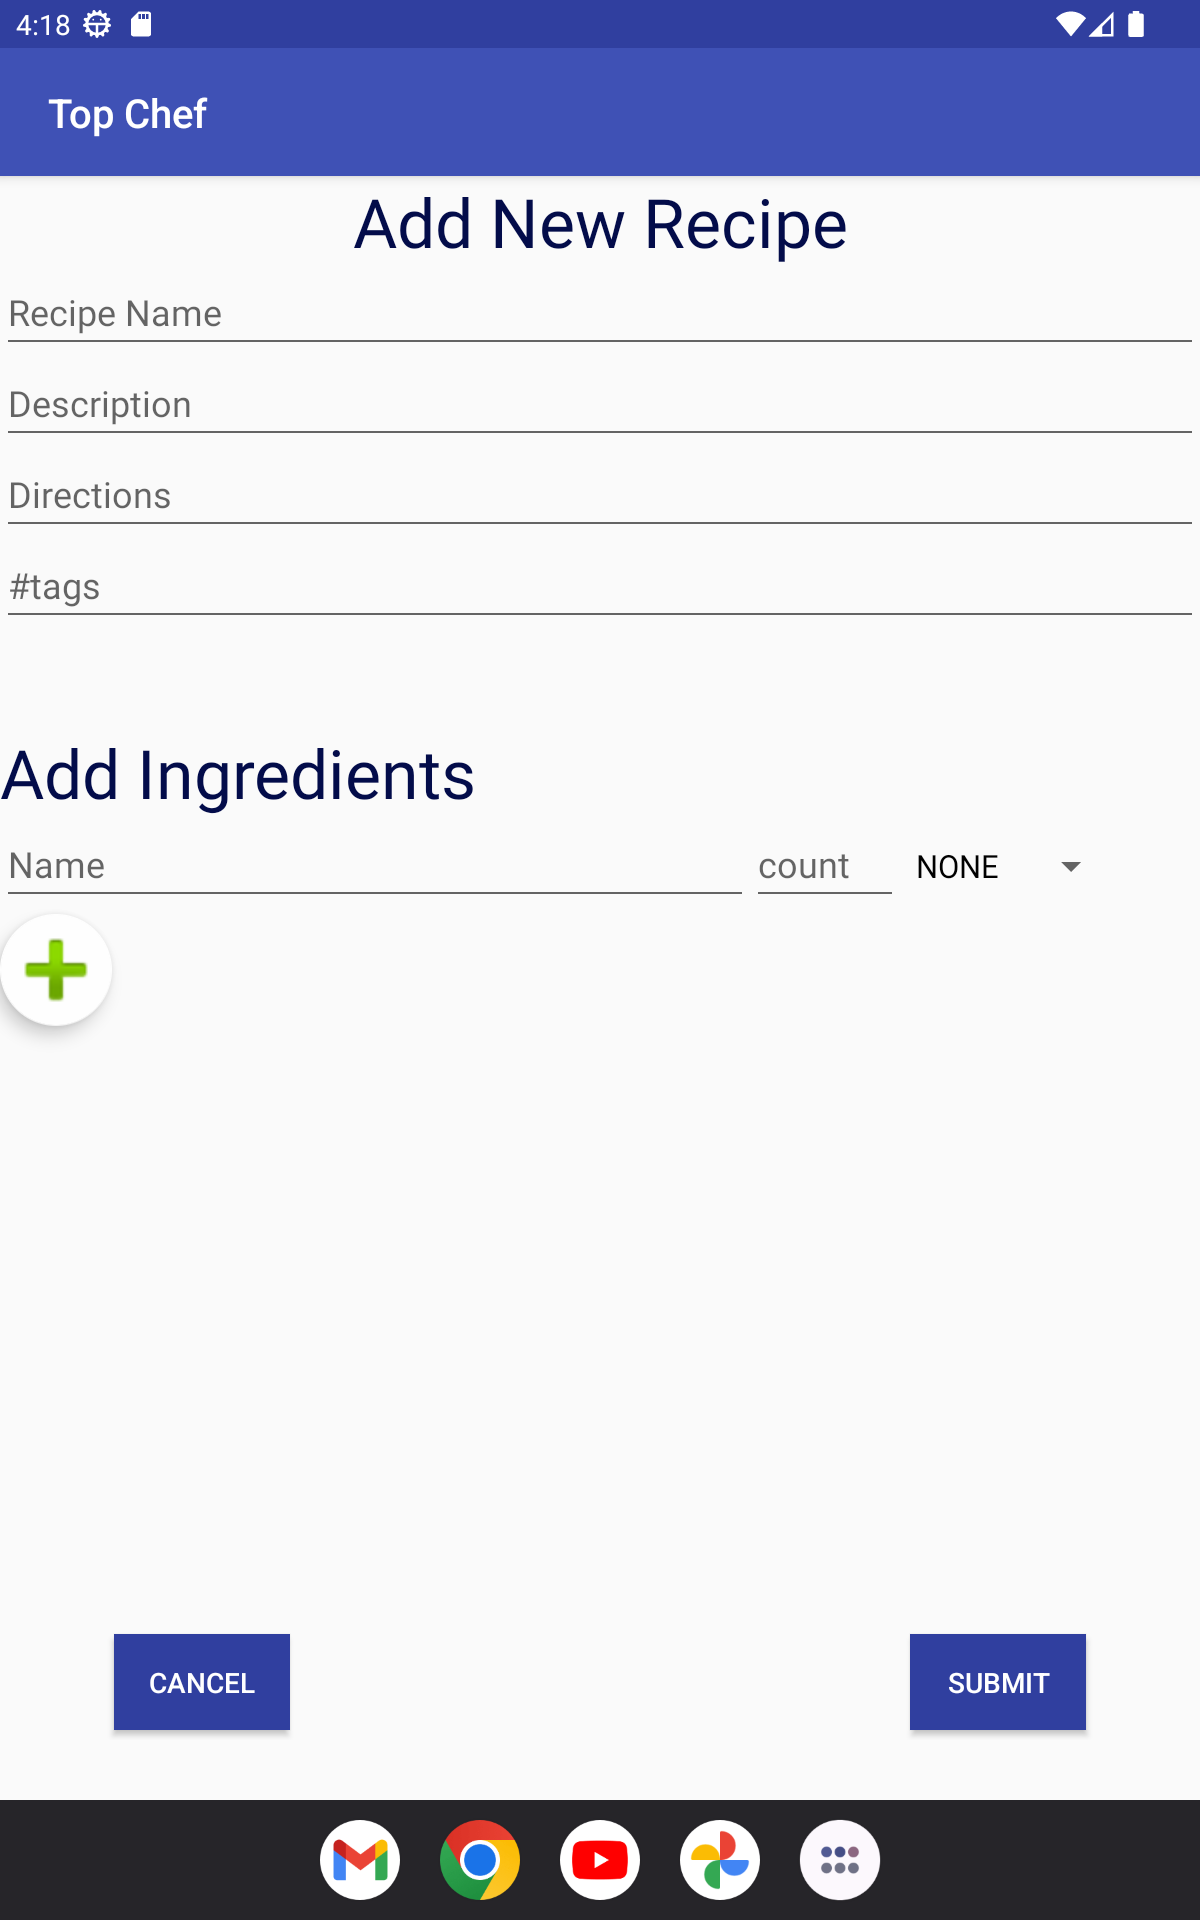 4:18
Top Chef
Add New Recipe
Recipe Name
Description
Directions
#tags
Add Ingredients
Name count NONE
CANCEL SUBMIT